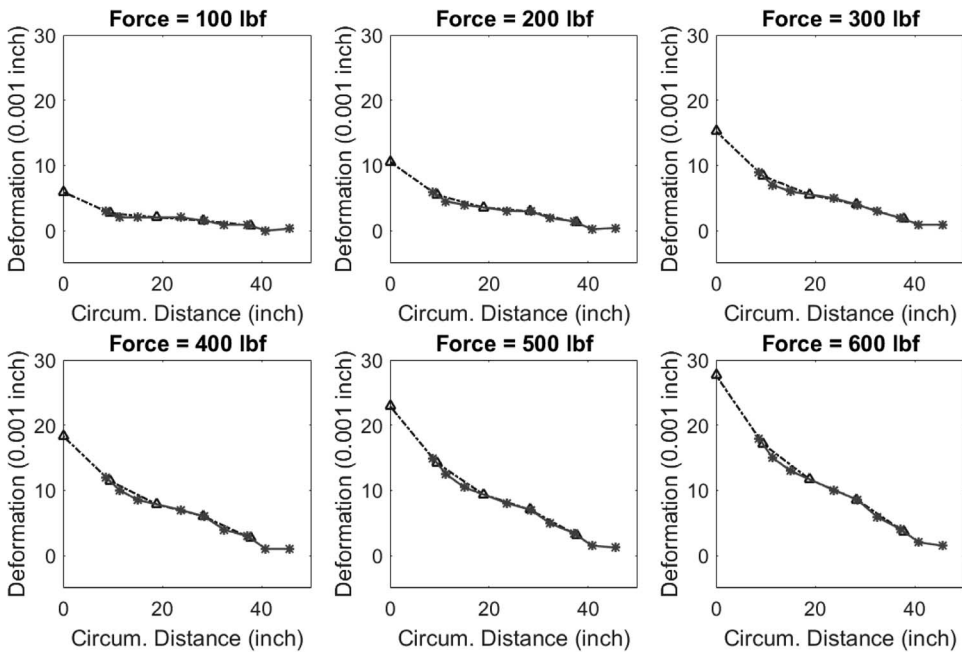 Force = 100 lbf
Deformation (0.001 inch)
30
20
10
0
0 20 40
Circum. Distance (inch)
Force = 200 lbf
Deformation (0.001 inch)
30
20
10
0
0 20 40
Circum. Distance (inch)
Force = 300 lbf
Deformation (0.001 inch)
30
20
10
0
0 20 40
Circum. Distance (inch)
Force = 400 lbf
Deformation (0.001 inch)
30
20
10
0
0 20 40
Circum. Distance (inch)
Force = 500 lbf
Deformation (0.001 inch)
30
20
10
0
0 20 40
Circum. Distance (inch)
Force = 600 lbf
Deformation (0.001 inch)
30
20
10
0
0 20 40
Circum. Distance (inch)